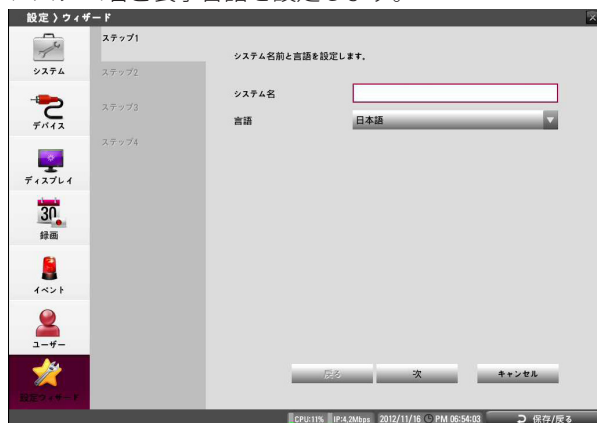 設定 〉ウィザード
システム
デバイス
ディスプレイ
30
録画
イベント
ユーザー
設定ウィザード
ステップ1
ステップ2
ステップ3
ステップ4
システム名前と言語を設定します.
システム名
言語 日本語
戻る 次 キャンセル
CPU:11% IP:4,2Mbps 2012/11/16 PM 06:54:03 保存/戻る